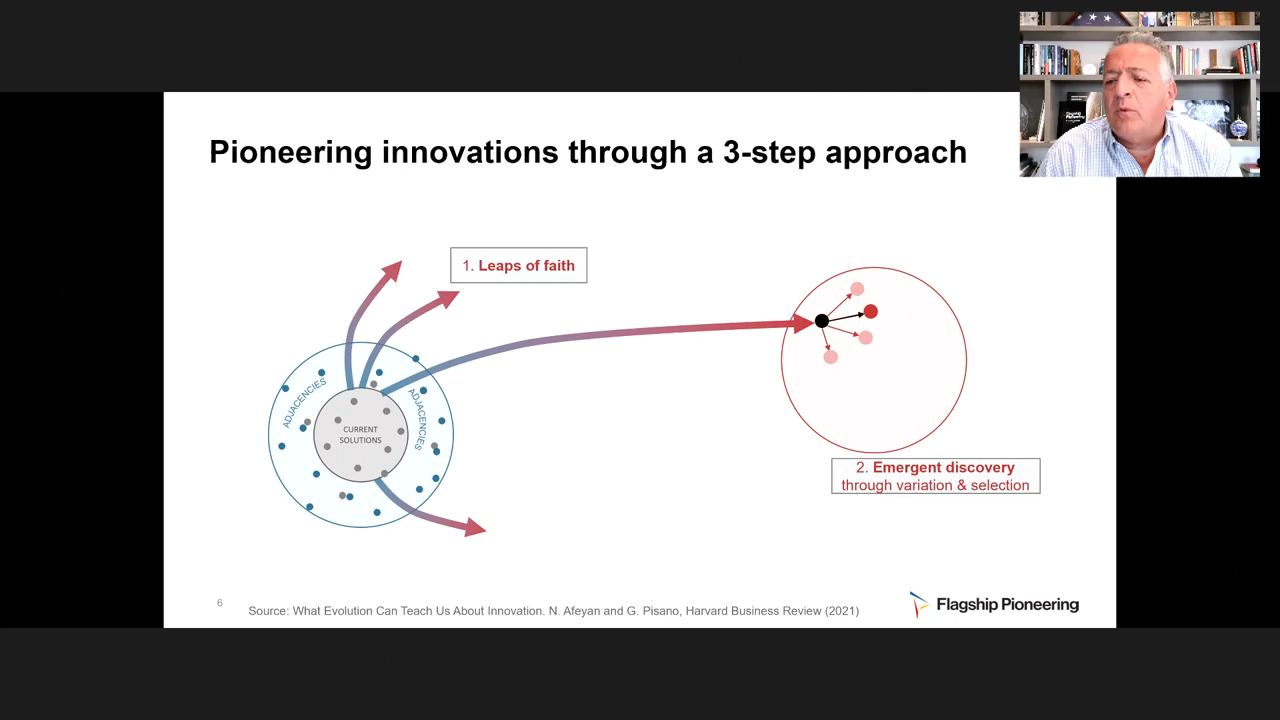 Pioneering innovations through a 3-step approach
1. Leaps of faith
ADJACENCIES
ADJACENCIES
CURRENT
SOLUTIONS
2. Emergent discovery
through variation & selection
6
Source: What Evolution Can Teach Us About Innovation. N. Afeyan and G. Pisano, Harvard Business Review (2021)
Flagship Pioneering
Flagship
Pioneering